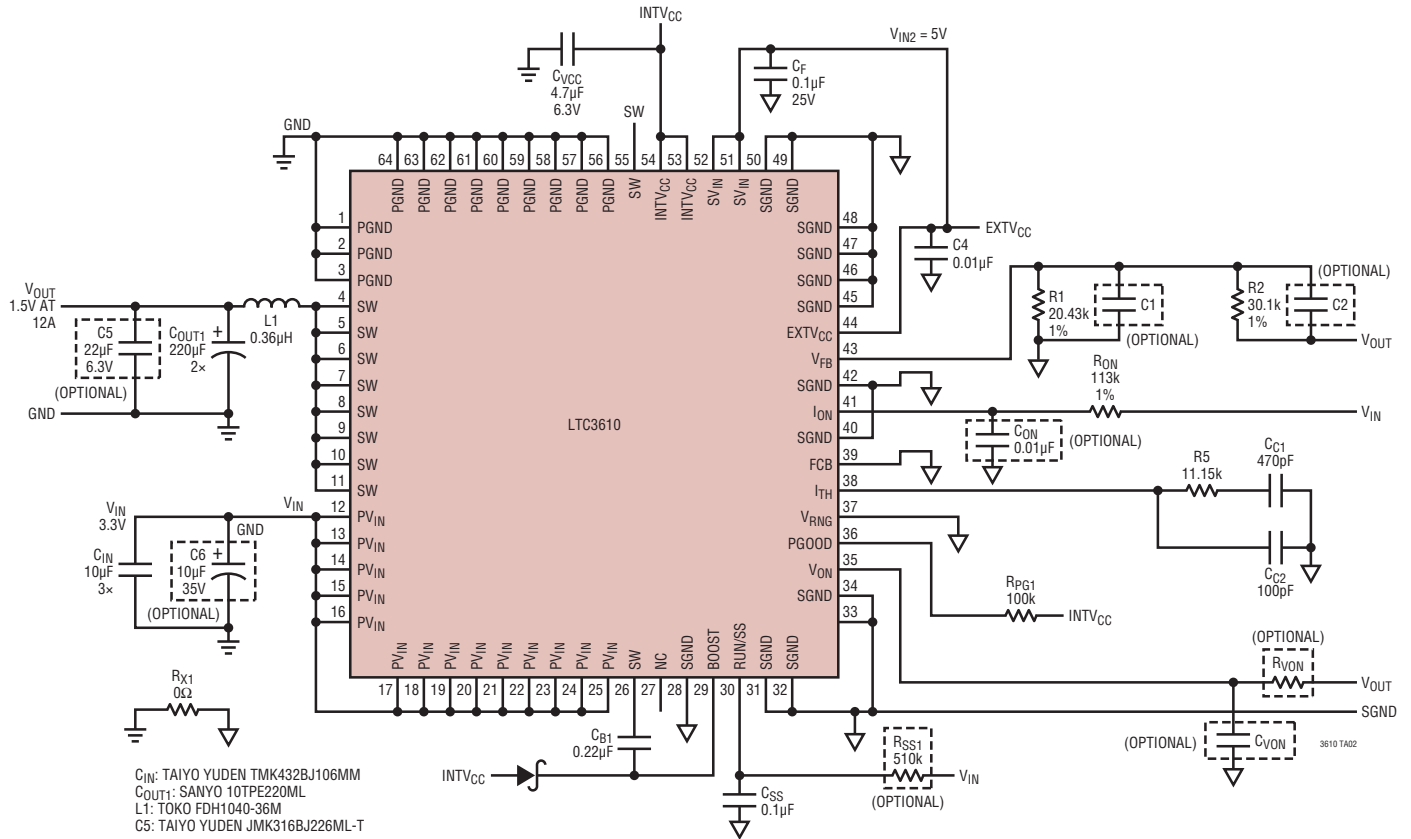 INTVCC
CVCC
4.7µF
6.3V
VIN2 = 5V
CF
0.1µF
25V
SW
GND
64 63 62 61 60 59 58 57 56 55 54 53 52 51 50 49
PGND PGND PGND PGND PGND PGND PGND PGND PGND SW INTVCC INTVCC SVIN SVIN SGND SGND
1 PGND
2 PGND
3 PGND
4 SW
5 SW
6 SW
7 SW
8 SW
9 SW
10 SW
11 SW
12 PVIN
13 PVIN
14 PVIN
15 PVIN
16 PVIN
LTC3610
SGND 48
SGND 47
SGND 46
SGND 45
EXTVCC 44
VFB 43
SGND 42
ION 41
SGND 40
FCB 39
ITH 38
VRNG 37
PGOOD 36
VON 35
SGND 34
33
PVIN PVIN PVIN PVIN PVIN PVIN PVIN PVIN PVIN SW NC SGND BOOST RUN/SS SGND SGND
17 18 19 20 21 22 23 24 25 26 27 28 29 30 31 32
VOUT
1.5V AT
12A
C5
22µF
6.3V
(OPTIONAL)
COUT1
220µF
2×
+
L1
0.36µH
GND
VIN
3.3V
VIN
GND
CIN
10µF
3×
C6
10µF
35V
+
(OPTIONAL)
RX1
0Ω
EXTVCC
C4
0.01µF
R1
20.43k
1%
C1
(OPTIONAL)
R2
30.1k
1%
(OPTIONAL)
C2
VOUT
RON
113k
1%
VIN
CON
0.01µF
(OPTIONAL)
R5
11.15k
CC1
470pF
CC2
100pF
RPG1
100k
INTVCC
(OPTIONAL)
RVON
VOUT
SGND
(OPTIONAL)
CVON
3610 TA02
CB1
0.22µF
INTVCC
RSS1
510k
(OPTIONAL)
VIN
CSS
0.1µF
CIN: TAIYO YUDEN TMK432BJ106MM
COUT1: SANYO 10TPE220ML
L1: TOKO FDH1040-36M
C5: TAIYO YUDEN JMK316BJ226ML-T